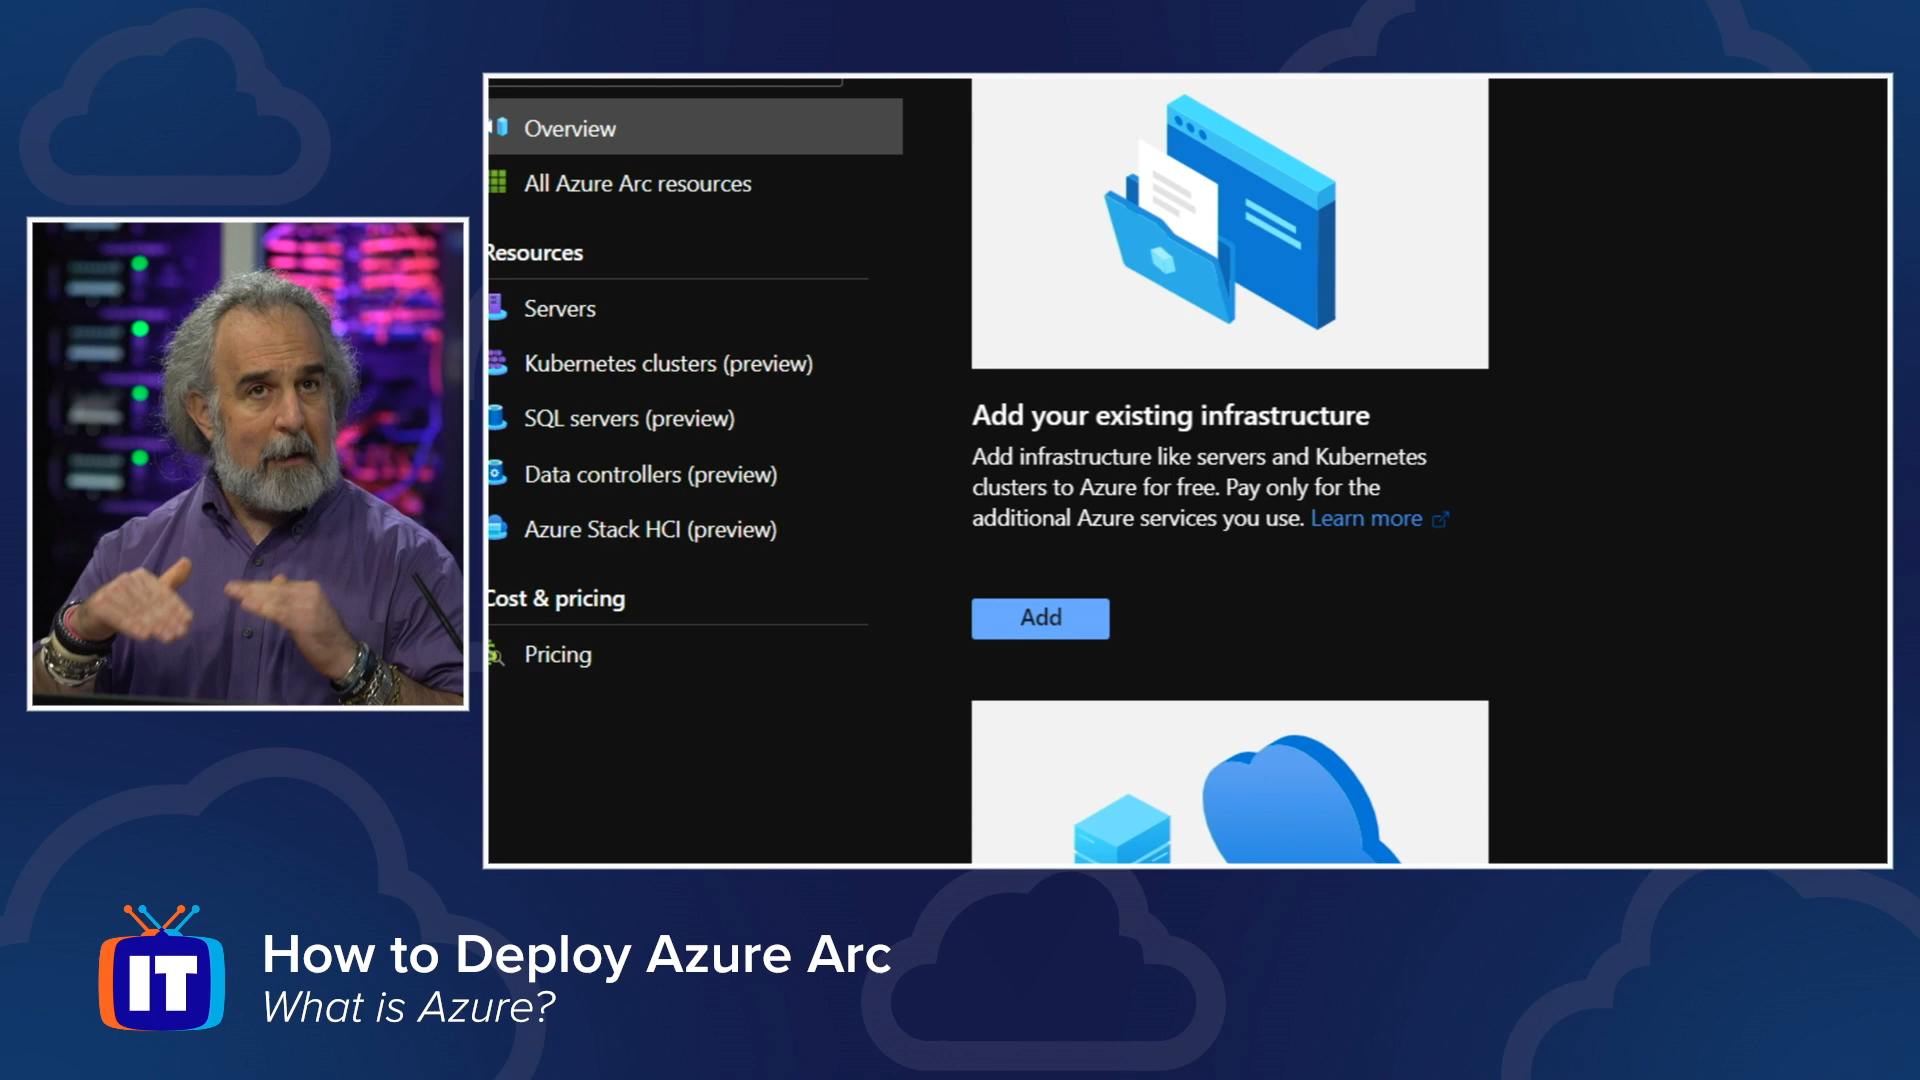 Overview
All Azure Arc resources
Resources
Servers
Kubernetes clusters (preview)
SQL servers (preview)
Data controllers (preview)
Azure Stack HCI (preview)
Cost & pricing
Pricing
Add your existing infrastructure
Add infrastructure like servers and Kubernetes
clusters to Azure for free. Pay only for the
additional Azure services you use. Learn more
Add
IT
How to Deploy Azure Arc
What is Azure?